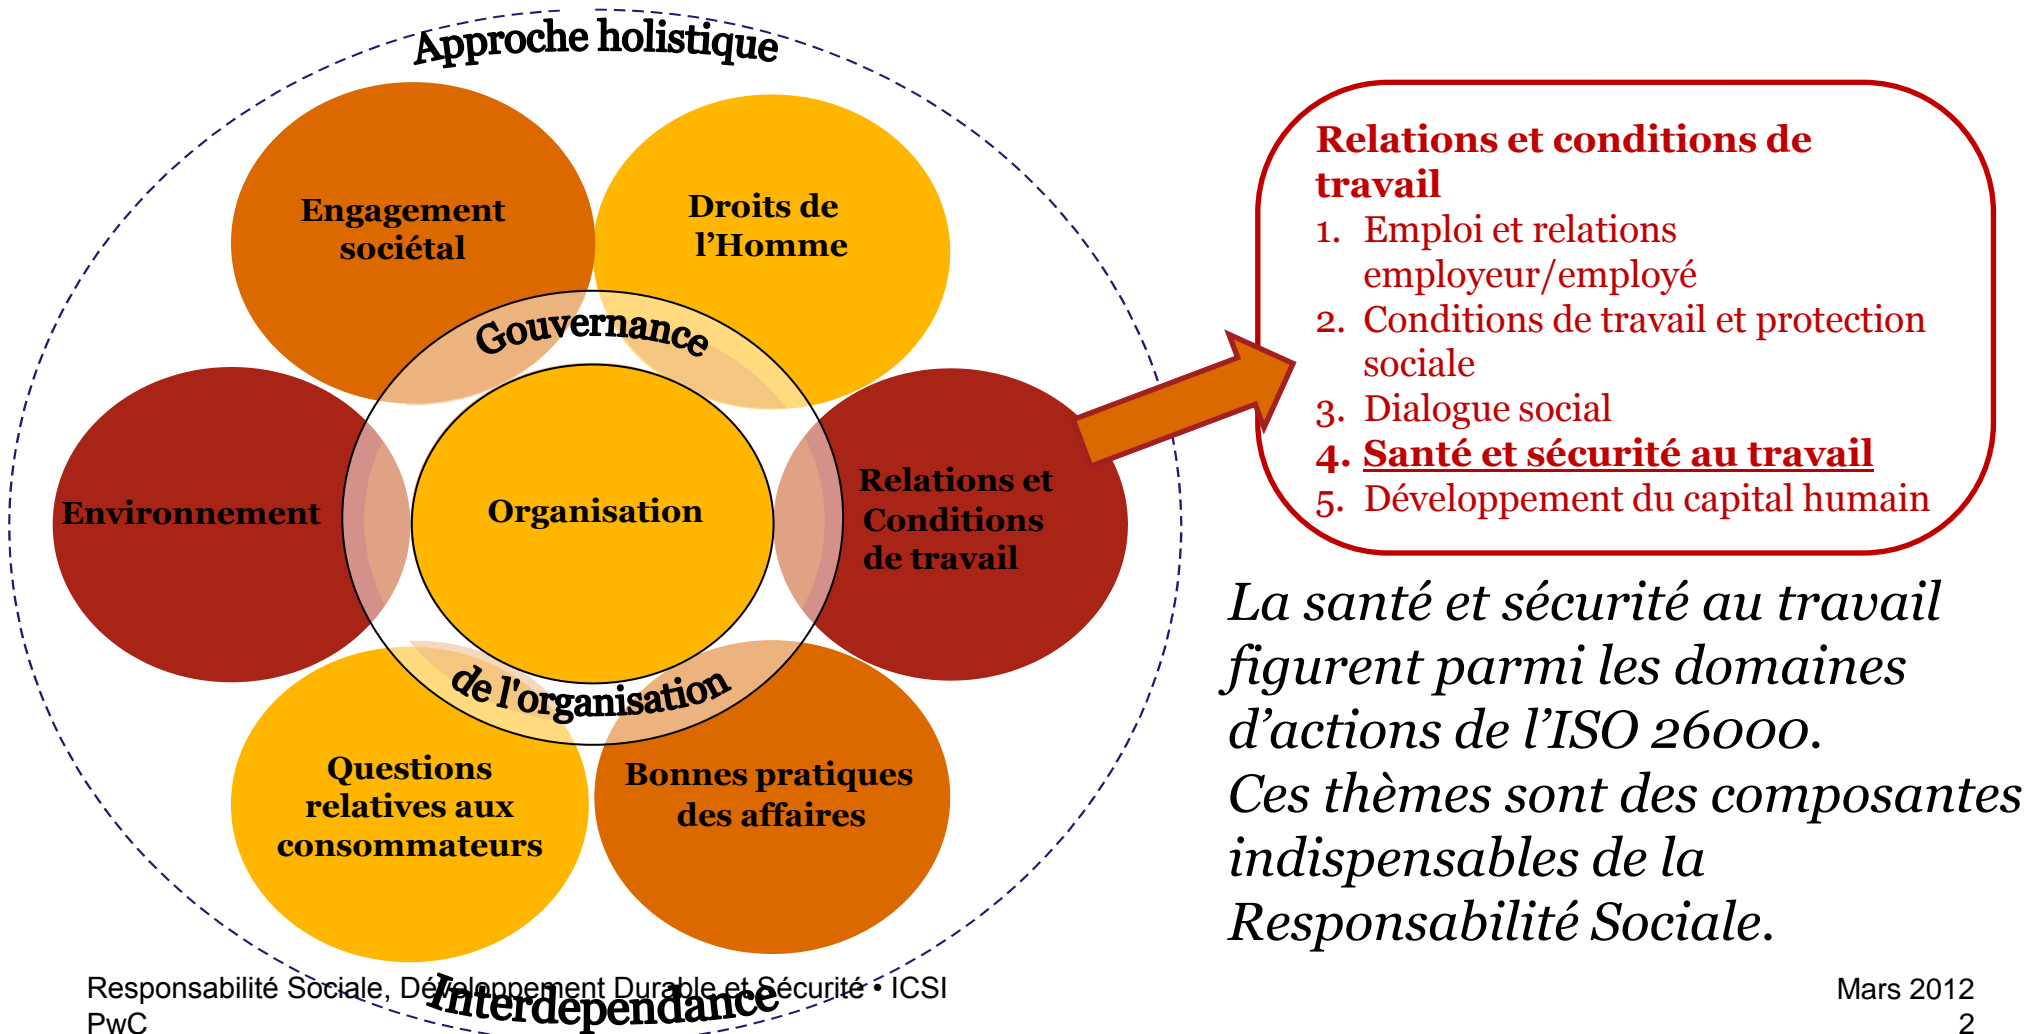 Approche holistique
Engagement
sociétal
Droits de
l’Homme
Gouvernance
Environnement
Organisation
Relations et
Conditions
de travail
de l'organisation
Questions
relatives aux
consommateurs
Bonnes pratiques
des affaires
Interdépendance
Relations et conditions de
travail
1. Emploi et relations
employeur/employé
2. Conditions de travail et protection
sociale
3. Dialogue social
4. Santé et sécurité au travail
5. Développement du capital humain
La santé et sécurité au travail
figurent parmi les domaines
d’actions de l’ISO 26000.
Ces thèmes sont des composantes
indispensables de la
Responsabilité Sociale.
Responsabilité Sociale, Développement Durable et Sécurité • ICSI
PwC
Mars 2012
2